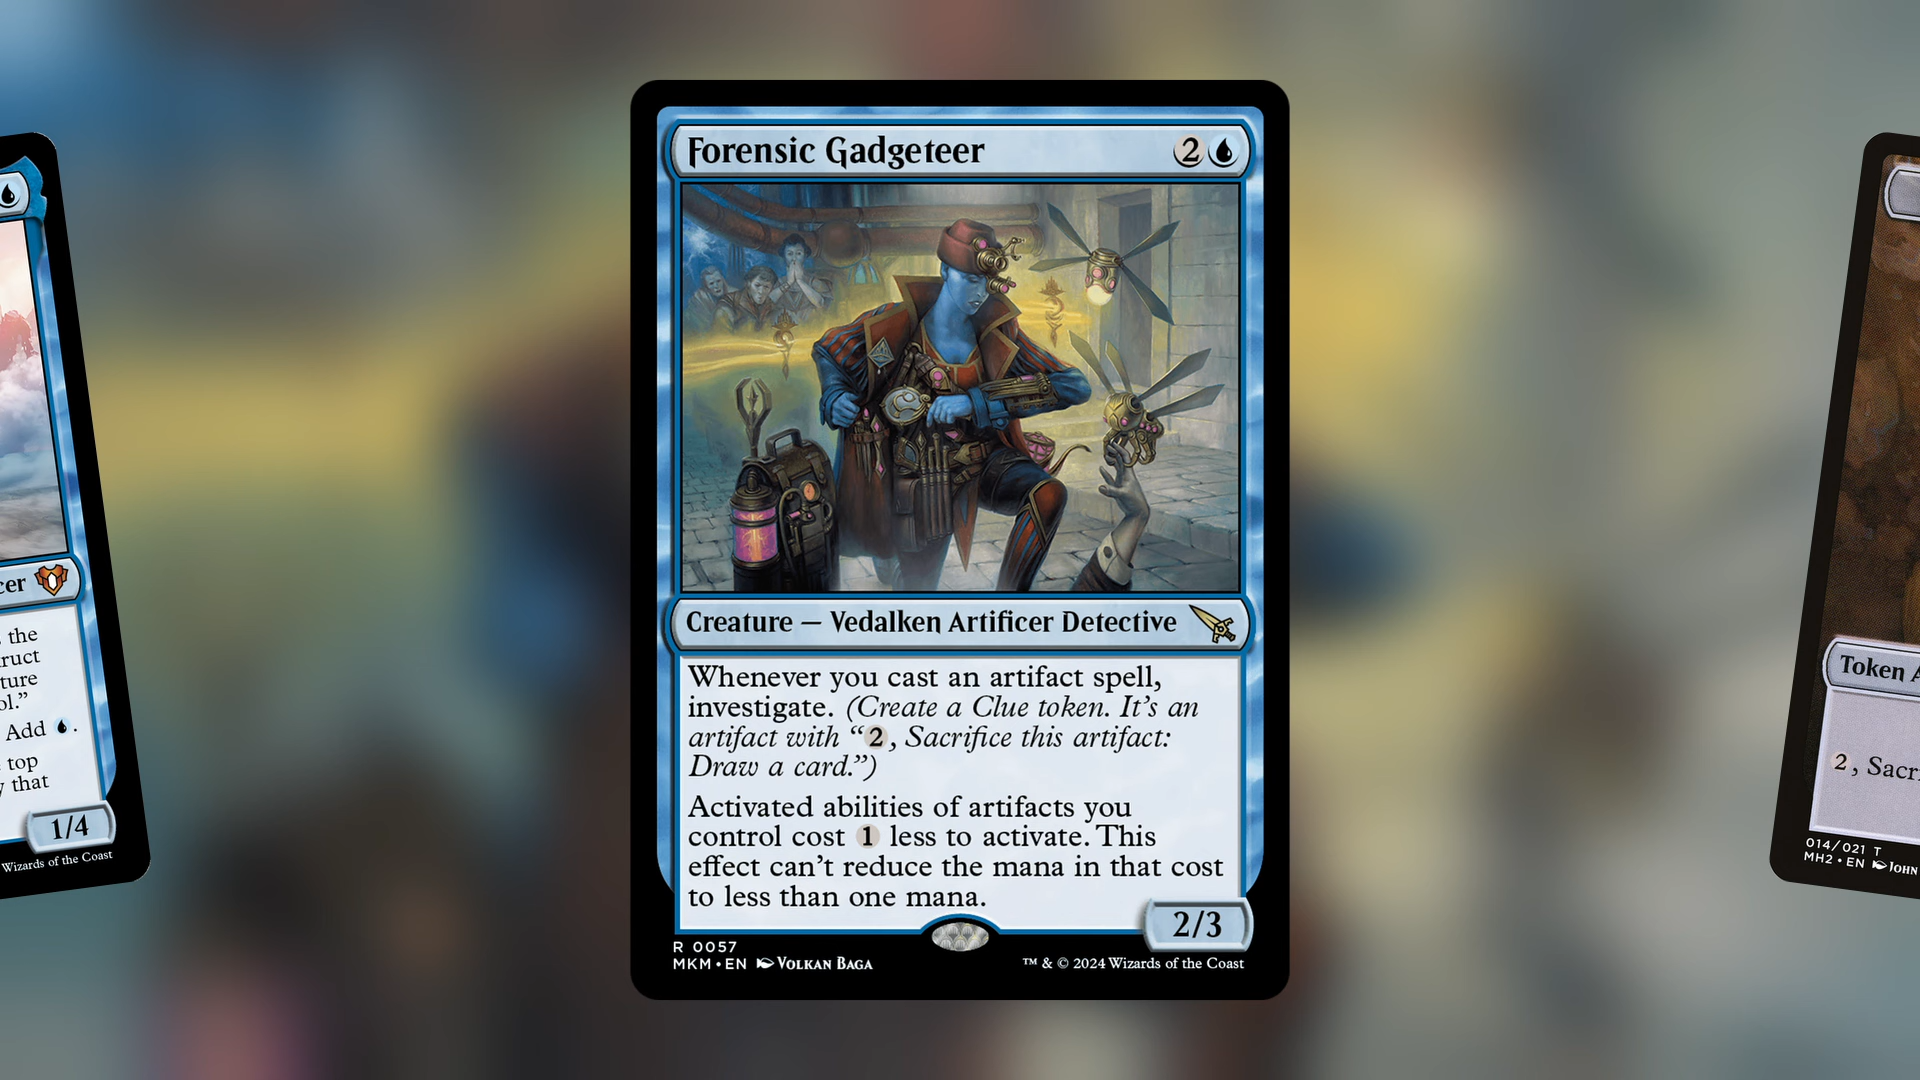 cer
the
ruct
ture
ol.”
Add
top
y that
1/4
Wizards of the Coast
Forensic Gadgeteer 2
Creature — Vedalken Artificer Detective
Whenever you cast an artifact spell,
investigate. (Create a Clue token. It’s an
artifact with “2, Sacrifice this artifact:
Draw a card.”)
Activated abilities of artifacts you
control cost 1 less to activate. This
effect can’t reduce the mana in that cost
to less than one mana.
2/3
R 0057
MKM • EN Volkan Baga
™ & © 2024 Wizards of the Coast
Token A
2, Sacri
014/021 T
MH2 • EN John